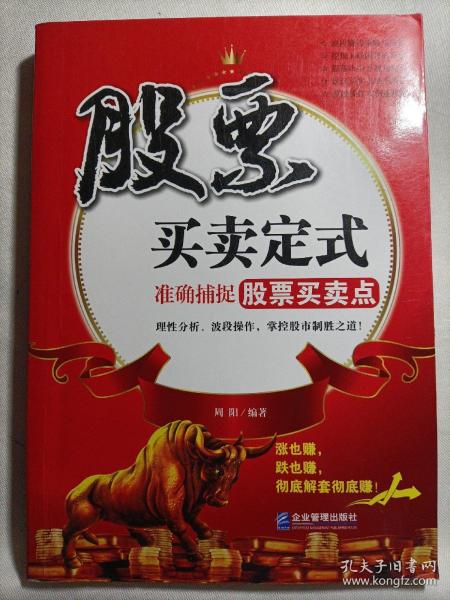 股票
买卖定式
准确捕捉 股票买卖点
理性分析,波段操作,掌控股市制胜之道!
周 阳/编著
涨也赚,
跌也赚,
彻底解套彻底赚!
企业管理出版社
孔夫子旧书网
kongfz.com